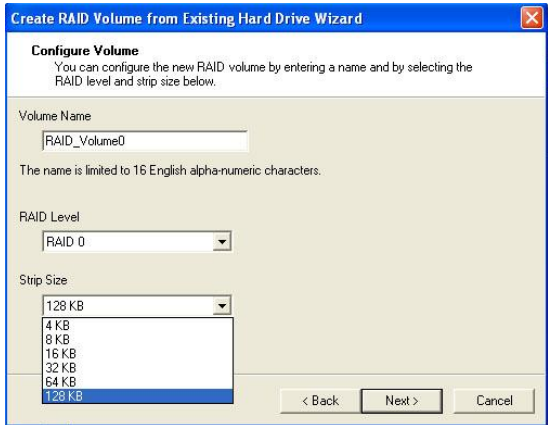 Create RAID Volume from Existing Hard Drive Wizard
Configure Volume
You can configure the new RAID volume by entering a name and by selecting the
RAID level and strip size below.
Volume Name
RAID_Volume0
The name is limited to 16 English alpha-numeric characters.
RAID Level
RAID 0
Strip Size
128 KB
4 KB
8 KB
16 KB
32 KB
64 KB
128 KB
< Back
Next >
Cancel